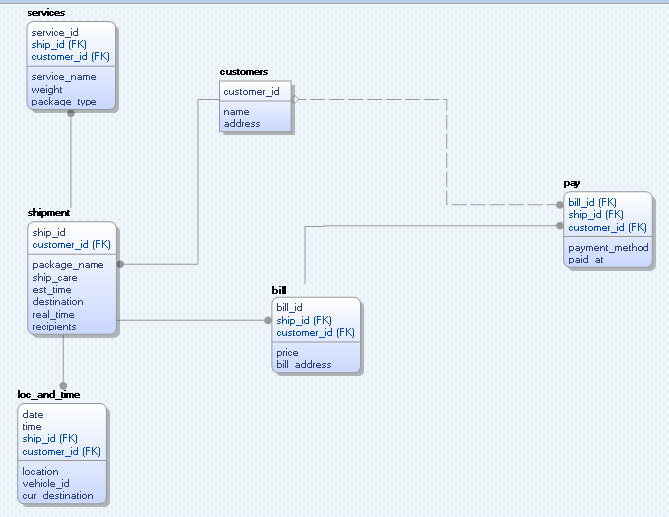 services
service_id
ship_id (FK)
customer_id (FK)
service_name
weight
package_type
customers
customer_id
name
address
pay
bill_id (FK)
ship_id (FK)
customer_id (FK)
payment_method
paid_at
shipment
ship_id
customer_id (FK)
package_name
ship_care
est_time
destination
real_time
recipients
bill
bill_id
ship_id (FK)
customer_id (FK)
price
bill_address
loc_and_time
date
time
ship_id (FK)
customer_id (FK)
location
vehicle_id
cur_destination